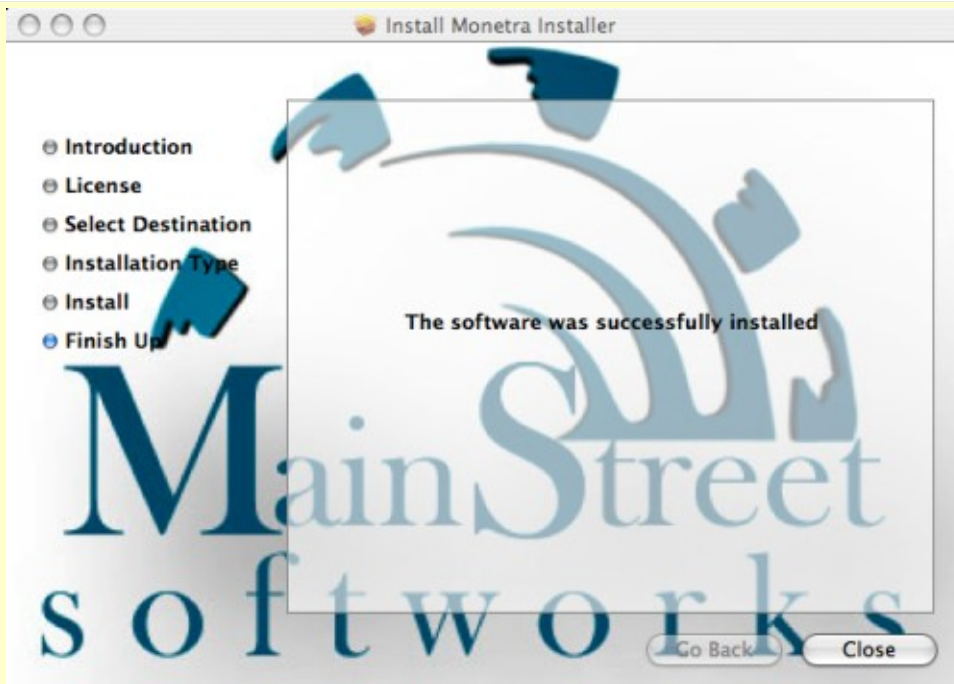 Install Monetra Installer
Introduction
License
Select Destination
Installation Type
Install
Finish Up
The software was successfully installed
MainStreet
softworks
Go Back
Close